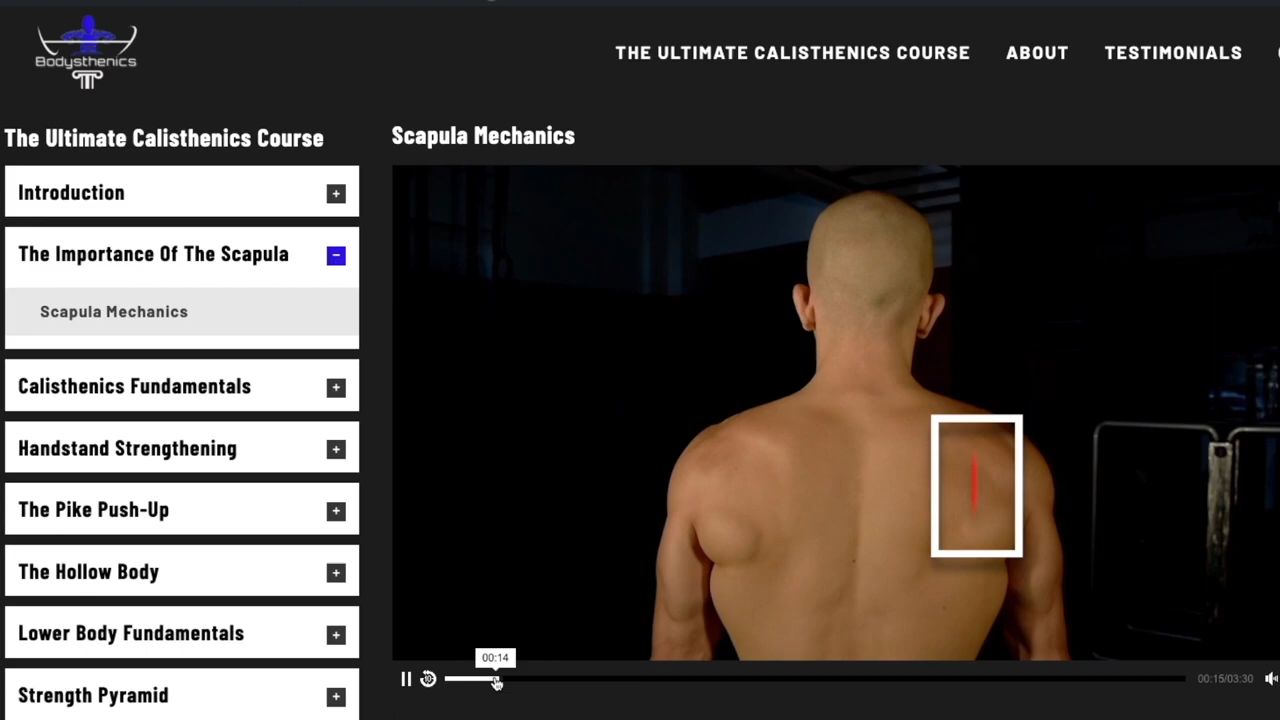 Bodysthenics
THE ULTIMATE CALISTHENICS COURSE
ABOUT
TESTIMONIALS
The Ultimate Calisthenics Course
Introduction
The Importance Of The Scapula
Scapula Mechanics
Calisthenics Fundamentals
Handstand Strengthening
The Pike Push-Up
The Hollow Body
Lower Body Fundamentals
Strength Pyramid
Scapula Mechanics
00:14
00:15/03:30